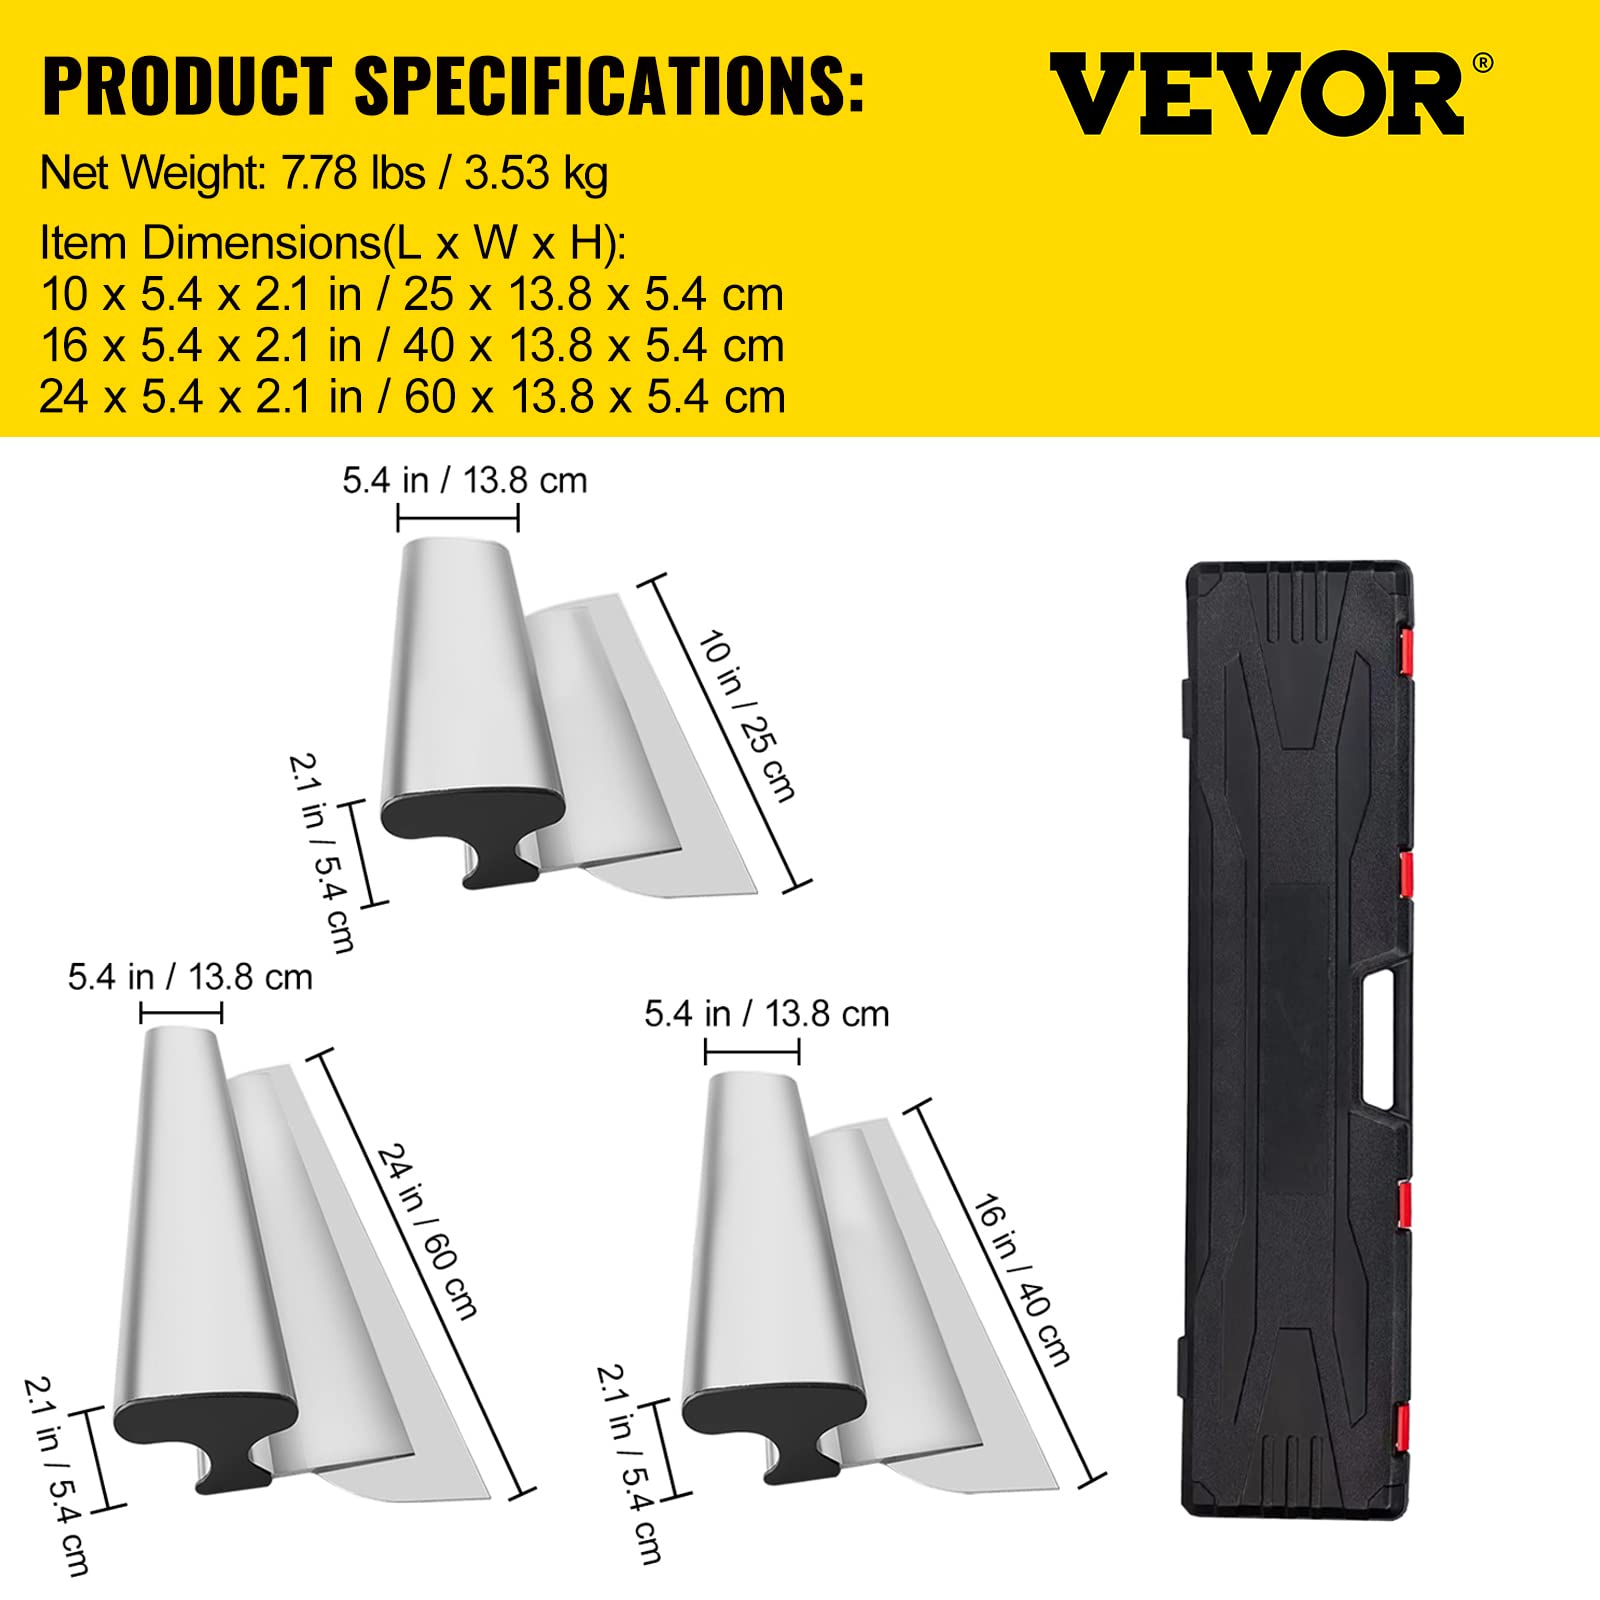 PRODUCT SPECIFICATIONS:
VEVOR®
Net Weight: 7.78 lbs / 3.53 kg
Item Dimensions(L x W x H):
10 x 5.4 x 2.1 in / 25 x 13.8 x 5.4 cm
16 x 5.4 x 2.1 in / 40 x 13.8 x 5.4 cm
24 x 5.4 x 2.1 in / 60 x 13.8 x 5.4 cm
5.4 in / 13.8 cm
10 in / 25 cm
2.1 in / 5.4 cm
5.4 in / 13.8 cm
24 in / 60 cm
2.1 in / 5.4 cm
5.4 in / 13.8 cm
16 in / 40 cm
2.1 in / 5.4 cm